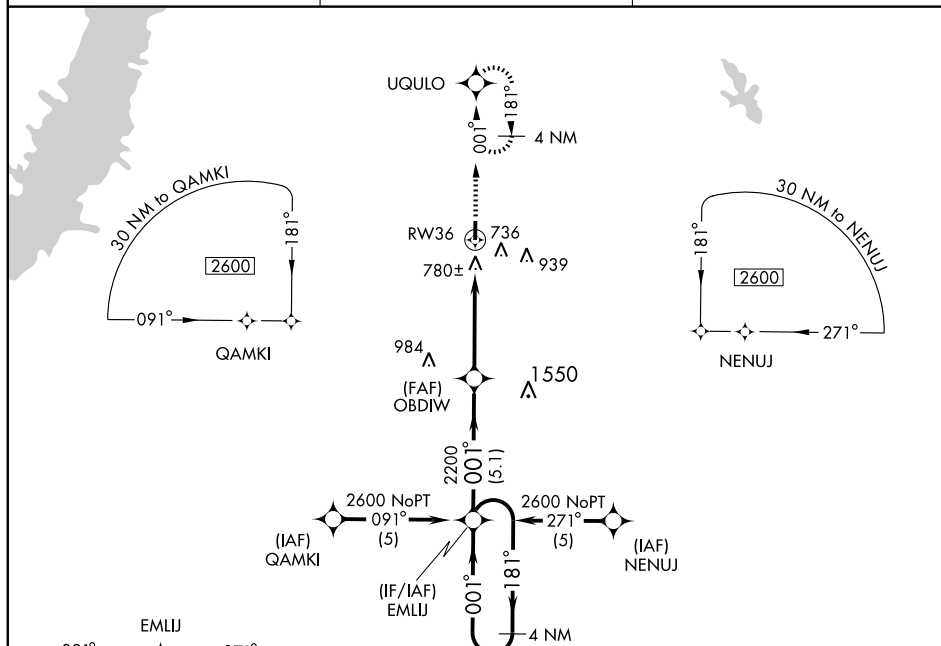 UQULO
181°
001°
4 NM
30 NM to QAMKI
181°
2600
091°
QAMKI
RW36
736
780±
939
30 NM to NENUJ
181°
2600
271°
NENUJ
984
(FAF)
OBDIW
1550
2200
001°
(5.1)
2600 NoPT
091°
(5)
(IAF)
QAMKI
2600 NoPT
271°
(5)
(IAF)
NENUJ
(IF/IAF)
EMLIJ
001°
181°
4 NM
EMLIJ